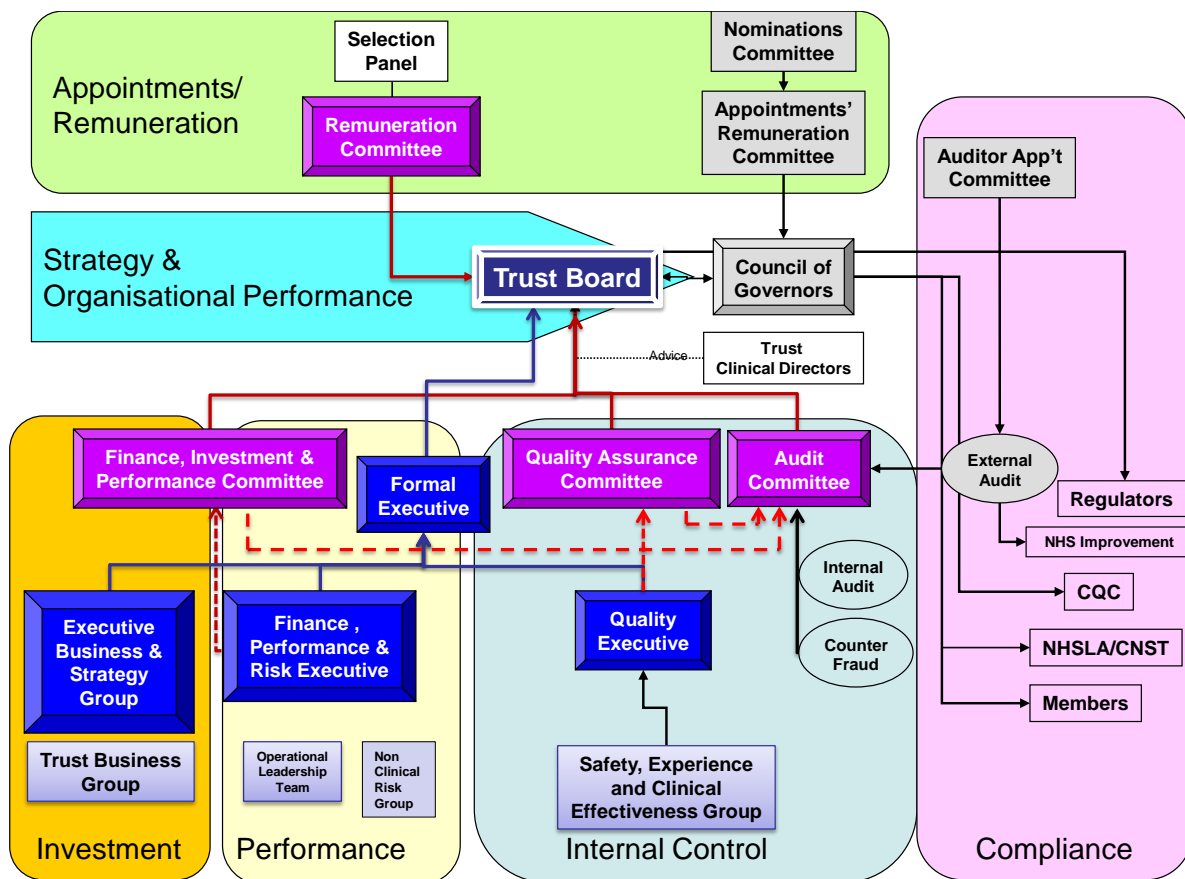 Selection
Panel
Nominations
Committee
Appointments/
Remuneration
Remuneration
Committee
Appointments’
Remuneration
Committee
Auditor App’t
Committee
Strategy &
Organisational Performance
Trust Board
Council of
Governors
Advice
Trust
Clinical Directors
Finance, Investment &
Performance Committee
Formal
Executive
Quality Assurance
Committee
Audit
Committee
External
Audit
Regulators
NHS Improvement
Internal
Audit
CQC
Executive
Business &
Strategy
Group
Finance ,
Performance &
Risk Executive
Quality
Executive
Counter
Fraud
NHSLA/CNST
Members
Trust Business
Group
Operational
Leadership
Team
Non
Clinical
Risk
Group
Safety, Experience
and Clinical
Effectiveness Group
Investment
Performance
Internal Control
Compliance